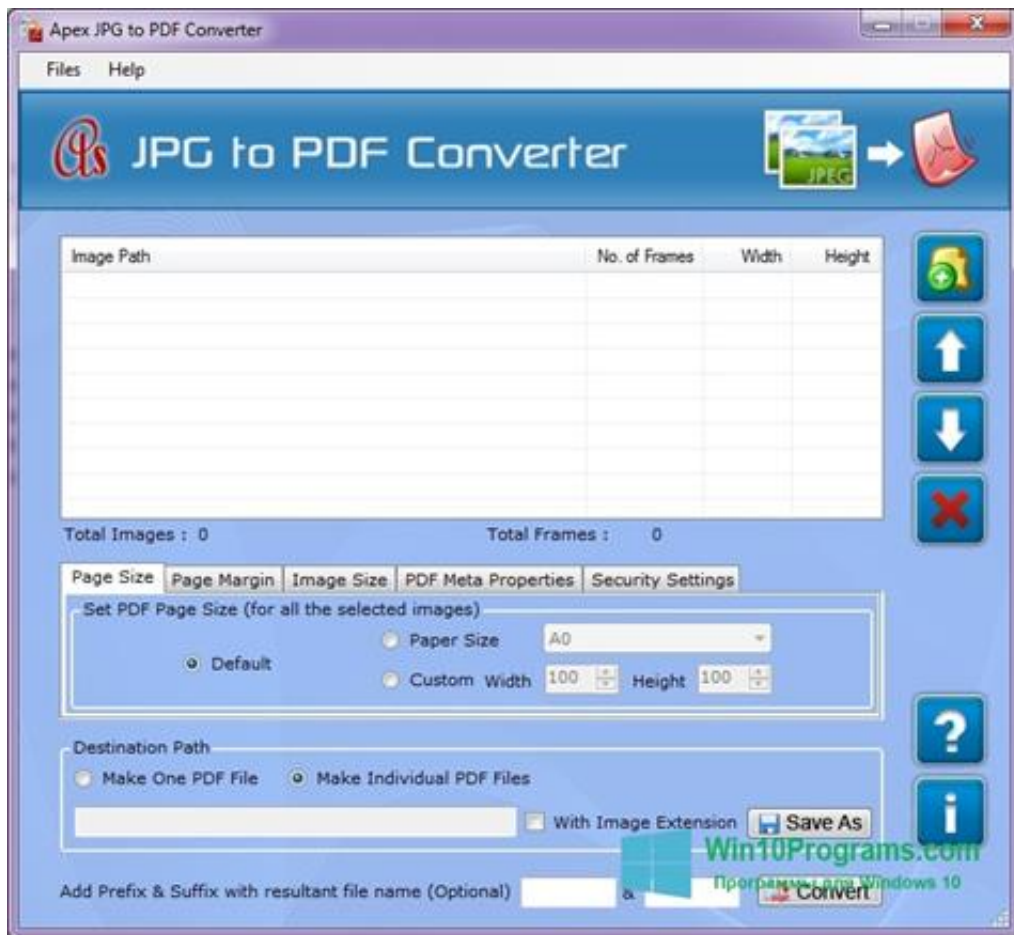 Apex JPG to PDF Converter
Files Help
JPG to PDF Converter
JPEG
Image Path No. of Frames Width Height
Total Images : 0 Total Frames : 0
Page Size Page Margin Image Size PDF Meta Properties Security Settings
Set PDF Page Size (for all the selected images)
Default
Paper Size A0
Custom Width 100 Height 100
Destination Path
Make One PDF File Make Individual PDF Files
With Image Extension Save As
Win10Programs.com
Программы для Windows 10
Add Prefix & Suffix with resultant file name (Optional) & Convert